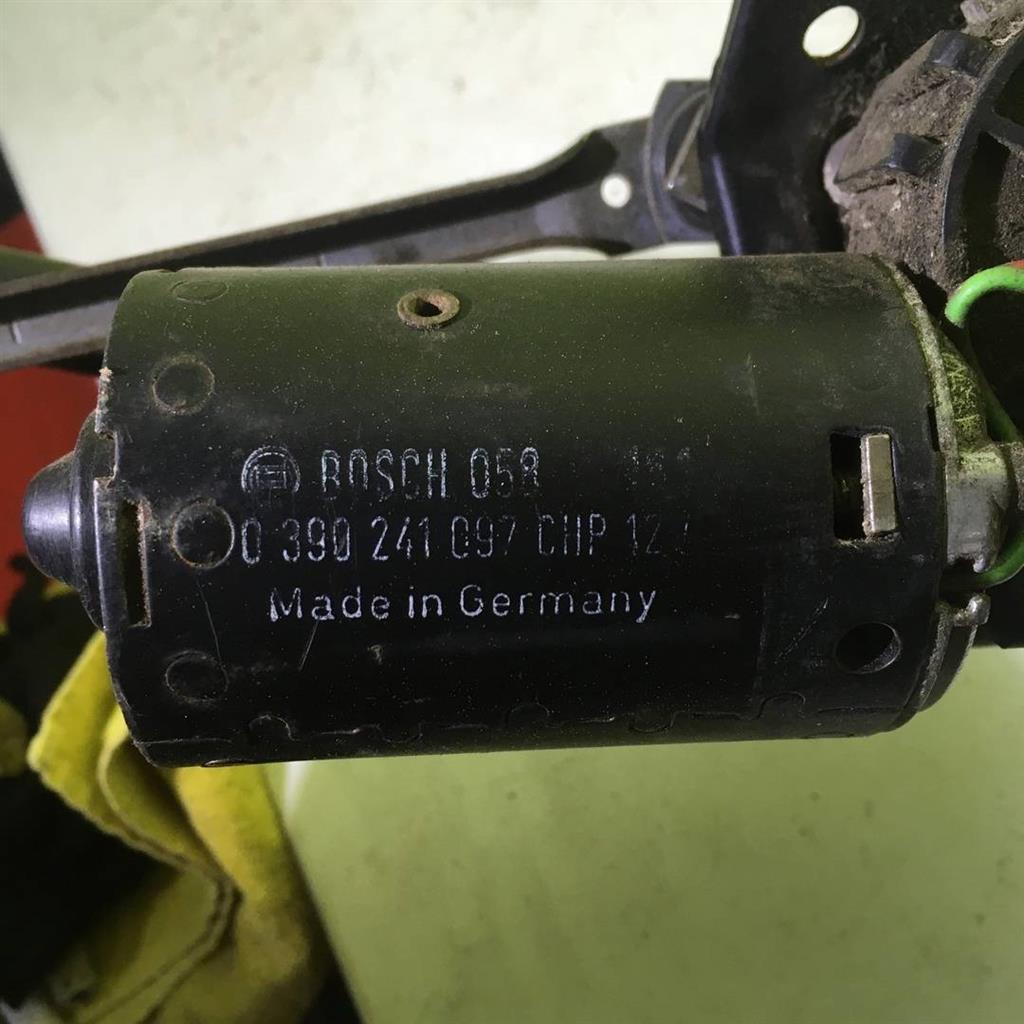 BOSCH 058
0 390 241 097 CHP 12
Made in Germany